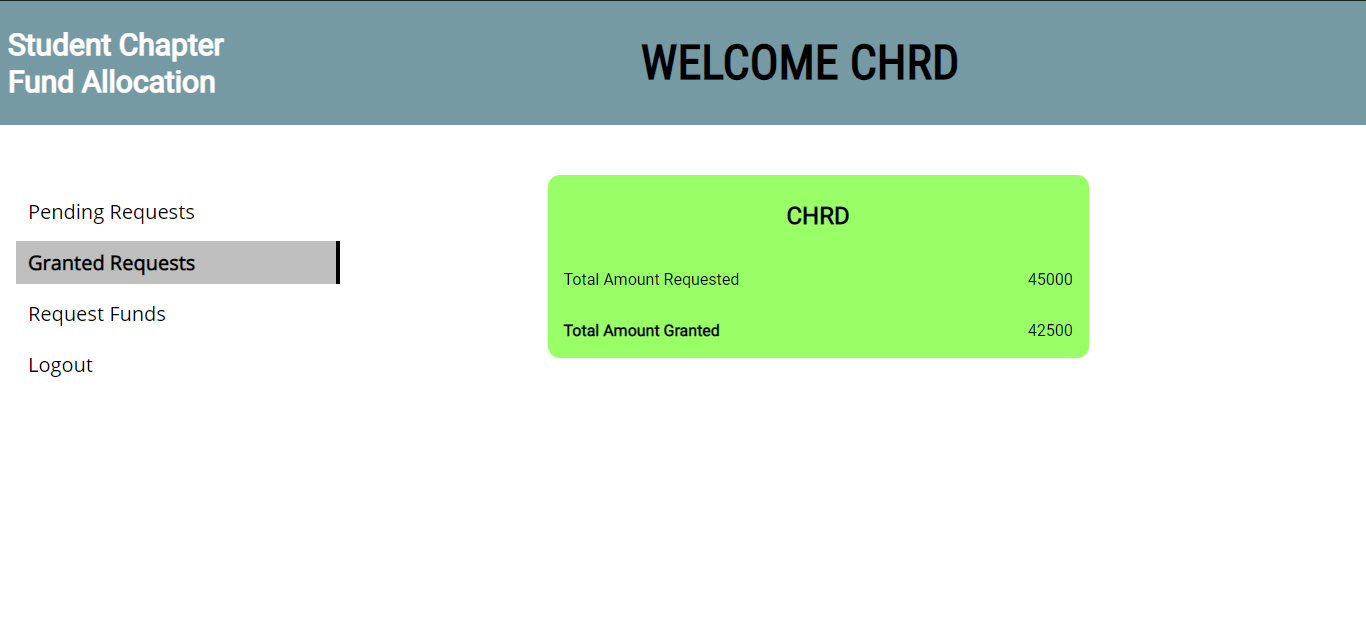 Student Chapter
Fund Allocation
WELCOME CHRD
Pending Requests
Granted Requests
Request Funds
Logout
CHRD
Total Amount Requested 45000
Total Amount Granted 42500